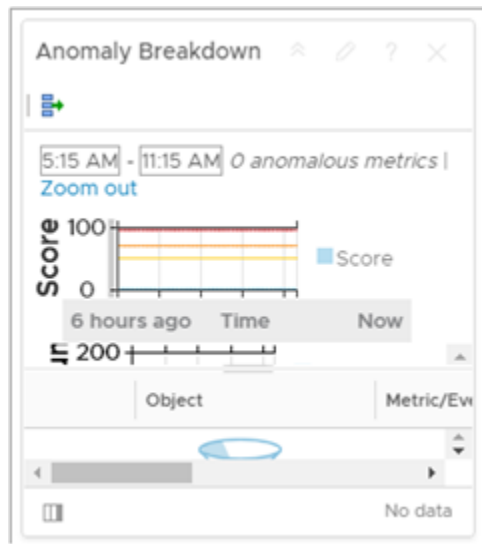 Anomaly Breakdown ?
5:15 AM - 11:15 AM 0 anomalous metrics |
Zoom out
Score
100
0
Score
6 hours ago Time Now
200
Object Metric/Eve
No data